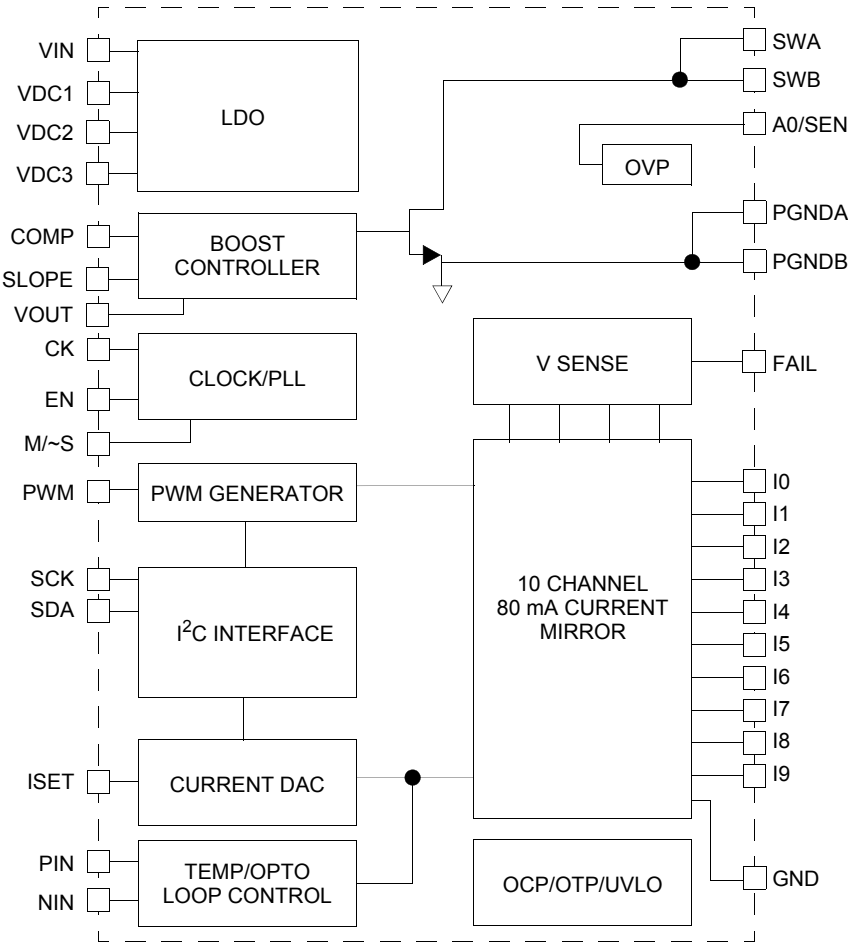 VIN
VDC1
VDC2
VDC3
LDO
SWA
SWB
A0/SEN
OVP
PGNDA
PGNDB
COMP
SLOPE
VOUT
BOOST
CONTROLLER
CK
EN
M/~S
CLOCK/PLL
V SENSE
FAIL
PWM
PWM GENERATOR
SCK
SDA
I²C INTERFACE
10 CHANNEL
80 mA CURRENT
MIRROR
I0
I1
I2
I3
I4
I5
I6
I7
I8
I9
ISET
CURRENT DAC
PIN
NIN
TEMP/OPTO
LOOP CONTROL
OCP/OTP/UVLO
GND